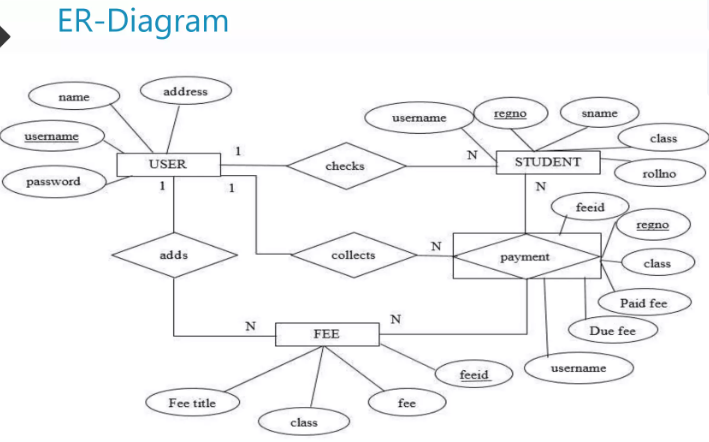 ER-Diagram
name
address
username
password
USER
1
1
1
checks
N
username
regno
sname
class
rollno
STUDENT
N
adds
collects
N
payment
feeid
regno
class
Paid fee
Due fee
username
N
FEE
N
Fee title
class
fee
feeid